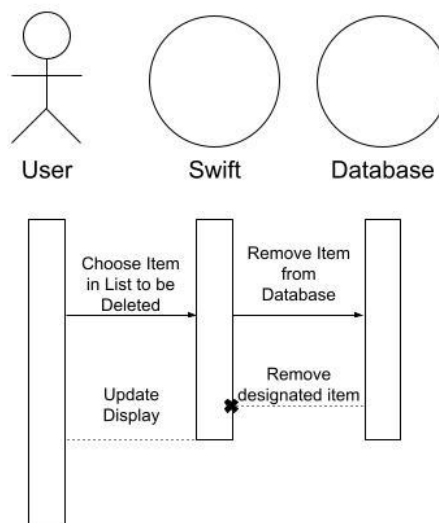 User
Swift
Database
Choose Item
in List to be
Deleted
Remove Item
from
Database
Remove
designated item
Update
Display